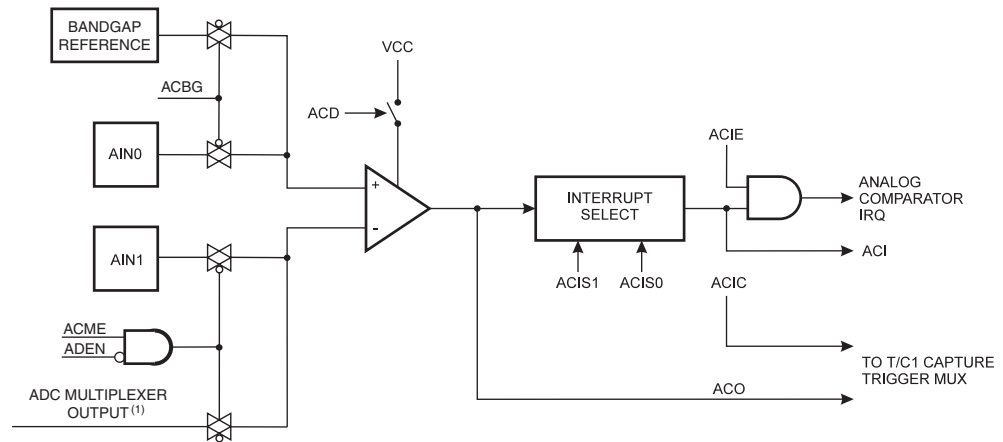 BANDGAP
REFERENCE
ACBG
AIN0
VCC
ACD
+
-
INTERRUPT
SELECT
ACIS1
ACIS0
ACIE
ANALOG
COMPARATOR
IRQ
ACI
AIN1
ACME
ADEN
ADC MULTIPLEXER
OUTPUT (1)
ACIC
TO T/C1 CAPTURE
TRIGGER MUX
ACO